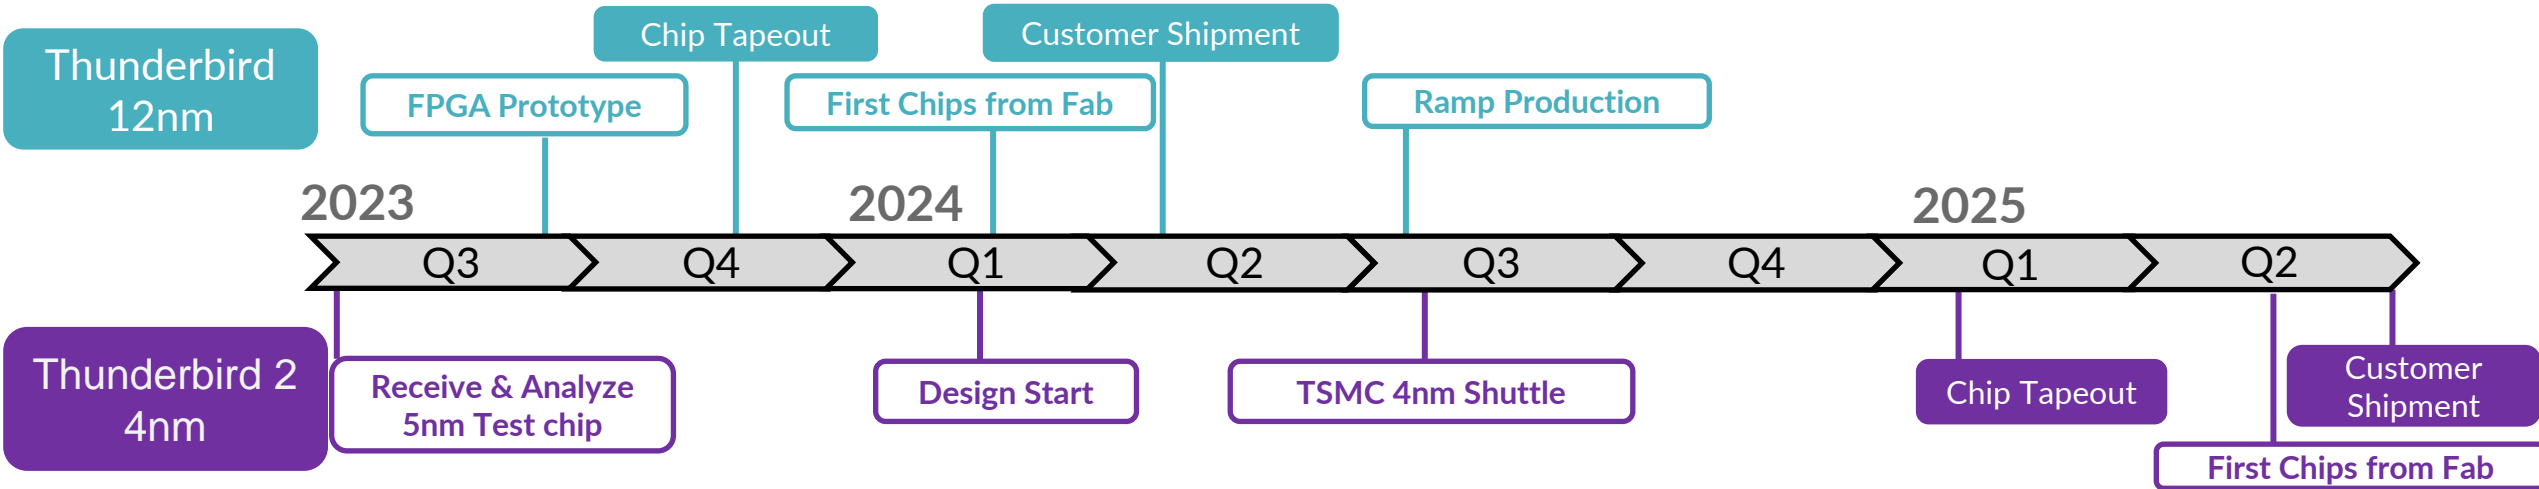 Thunderbird
12nm
FPGA Prototype
Chip Tapeout
First Chips from Fab
Customer Shipment
Ramp Production
2023
2024
2025
Q3
Q4
Q1
Q2
Q3
Q4
Q1
Q2
Thunderbird 2
4nm
Receive & Analyze
5nm Test chip
Design Start
TSMC 4nm Shuttle
Chip Tapeout
Customer
Shipment
First Chips from Fab